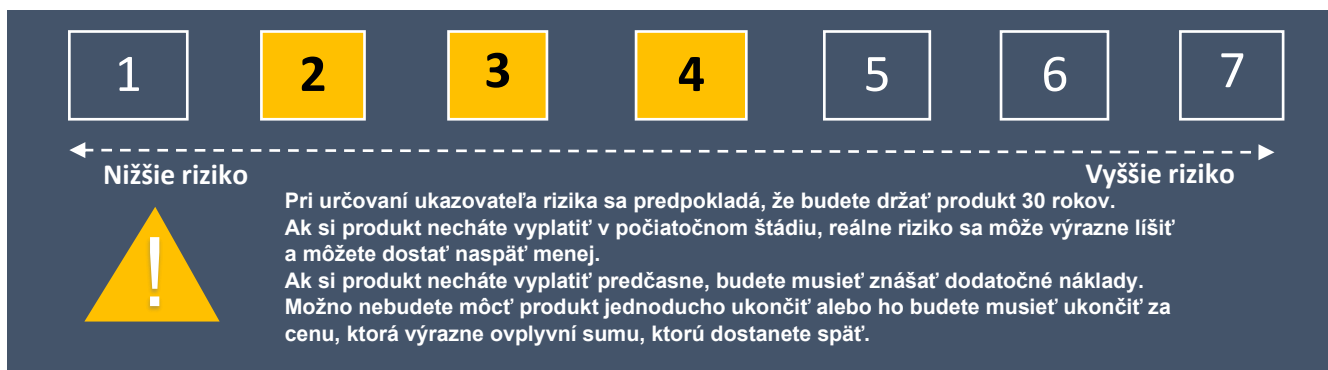 1 2 3 4 5 6 7
Nižšie riziko Vyššie riziko
Pri určovaní ukazovateľa rizika sa predpokladá, že budete držať produkt 30 rokov.
Ak si produkt necháte vyplatiť v počiatočnom štádiu, reálne riziko sa môže výrazne líšiť
a môžete dostať naspäť menej.
Ak si produkt necháte vyplatiť predčasne, budete musieť znášať dodatočné náklady.
Možno nebudete môcť produkt jednoducho ukončiť alebo ho budete musieť ukončiť za
cenu, ktorá výrazne ovplyvní sumu, ktorú dostanete späť.
!